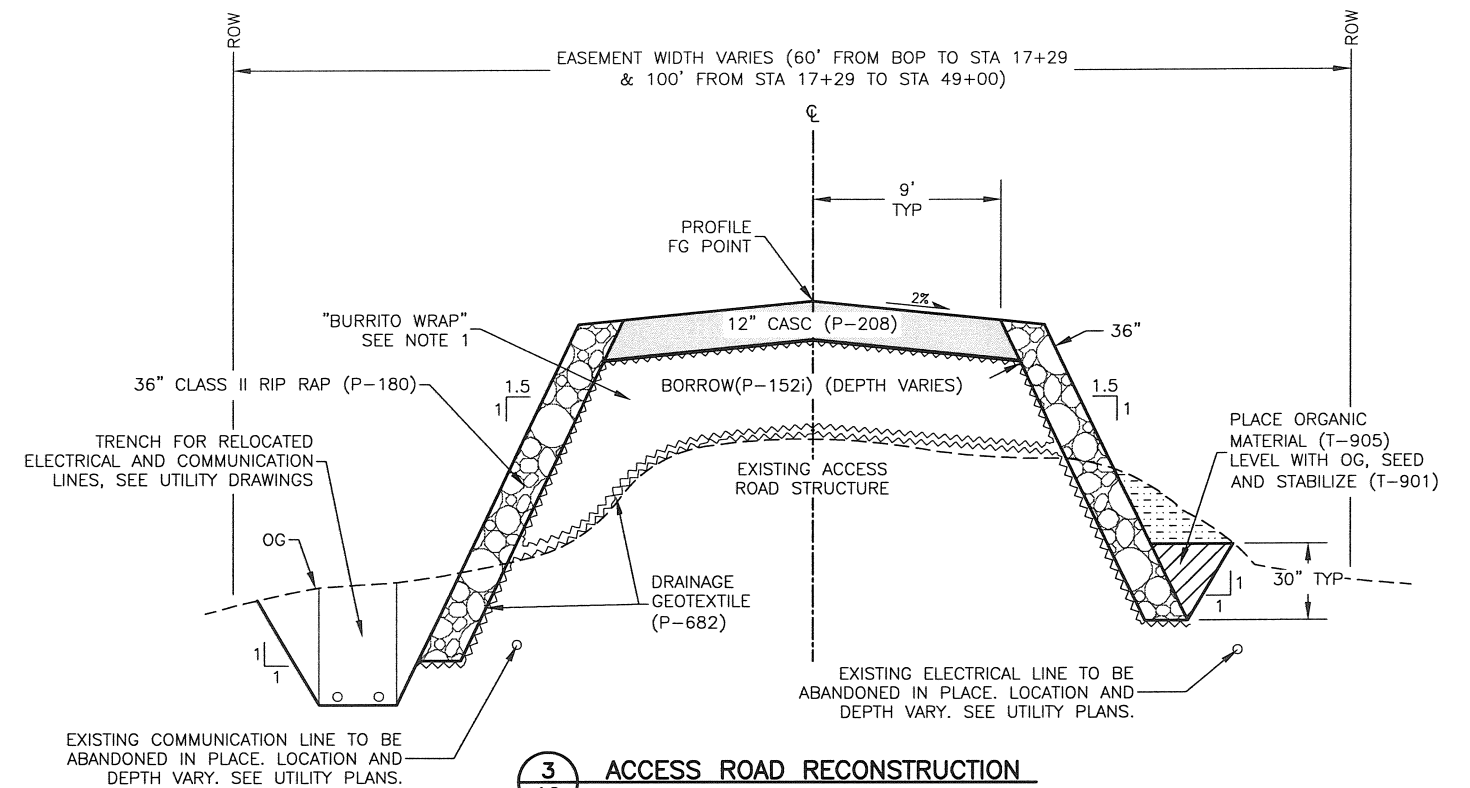 ROW
ROW
EASEMENT WIDTH VARIES (60' FROM BOP TO STA 17+29
& 100' FROM STA 17+29 TO STA 49+00)
℄
9'
TYP
PROFILE
FG POINT
2%
"BURRITO WRAP"
SEE NOTE 1
12" CASC (P-208)
36"
36" CLASS II RIP RAP (P-180)
1.5
1
BORROW(P-152i) (DEPTH VARIES)
1.5
1
TRENCH FOR RELOCATED
ELECTRICAL AND COMMUNICATION
LINES, SEE UTILITY DRAWINGS
PLACE ORGANIC
MATERIAL (T-905)
LEVEL WITH OG, SEED
AND STABILIZE (T-901)
EXISTING ACCESS
ROAD STRUCTURE
OG
DRAINAGE
GEOTEXTILE
(P-682)
30" TYP
1
1
1
1
EXISTING ELECTRICAL LINE TO BE
ABANDONED IN PLACE. LOCATION AND
DEPTH VARY. SEE UTILITY PLANS.
EXISTING COMMUNICATION LINE TO BE
ABANDONED IN PLACE. LOCATION AND
DEPTH VARY. SEE UTILITY PLANS.
3
ACCESS ROAD RECONSTRUCTION